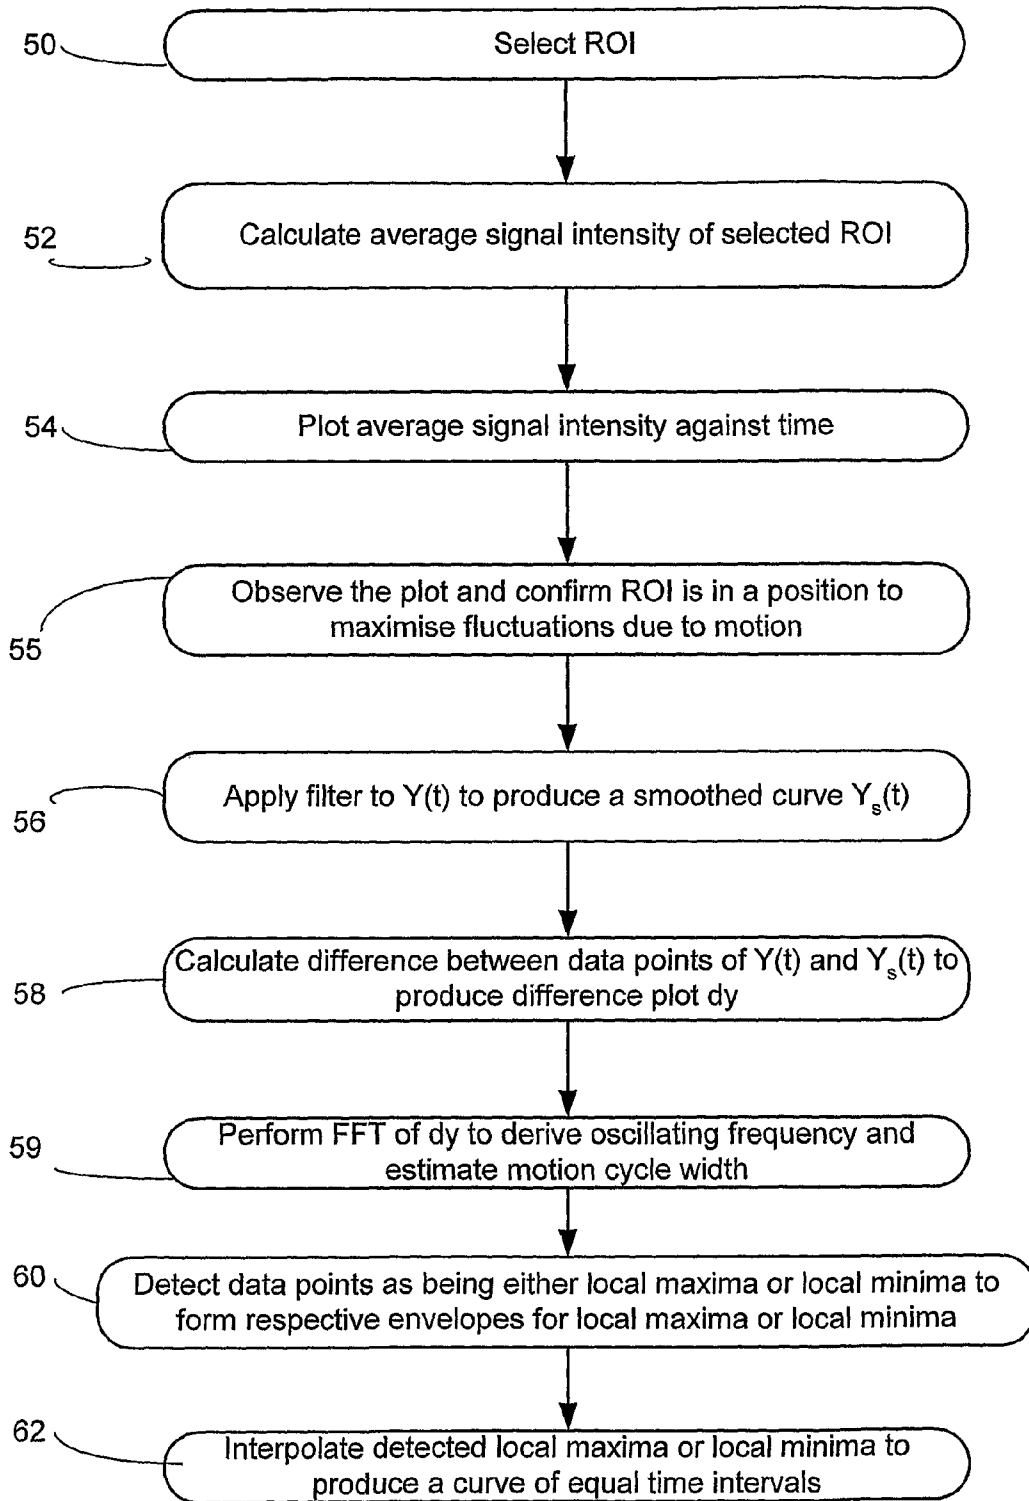 50
Select ROI
52
Calculate average signal intensity of selected ROI
54
Plot average signal intensity against time
55
Observe the plot and confirm ROI is in a position to
maximise fluctuations due to motion
56
Apply filter to Y(t) to produce a smoothed curve Yₛ(t)
58
Calculate difference between data points of Y(t) and Yₛ(t) to
produce difference plot dy
59
Perform FFT of dy to derive oscillating frequency and
estimate motion cycle width
60
Detect data points as being either local maxima or local minima to
form respective envelopes for local maxima or local minima
62
Interpolate detected local maxima or local minima to
produce a curve of equal time intervals